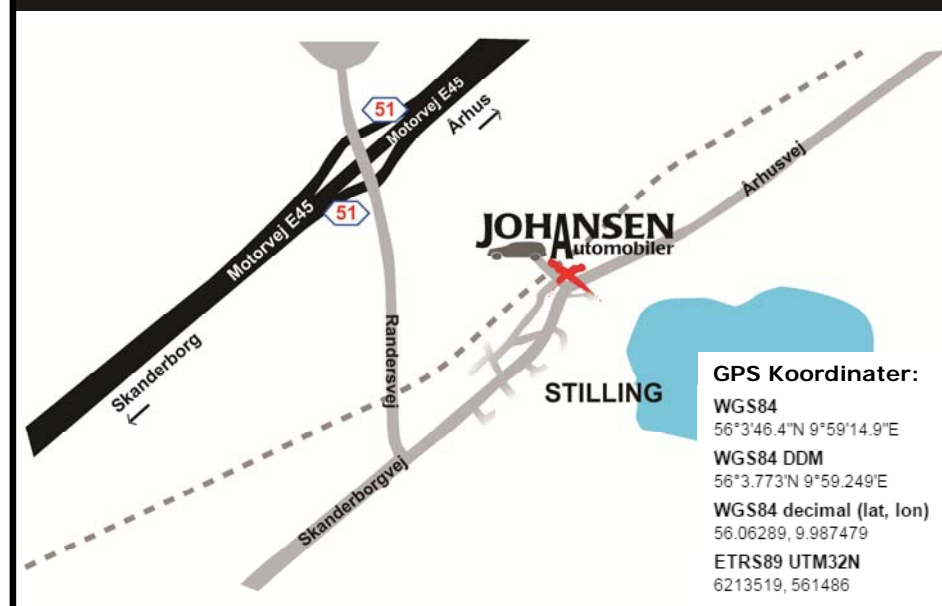 51
Motorvej E45
Århus
51
Motorvej E45
Århusvej
JOHANSEN
Automobiler
Skanderborg
Randersvej
STILLING
Skanderborgvej
GPS Koordinater:
WGS84
56°3'46.4"N 9°59'14.9"E
WGS84 DDM
56°3.773'N 9°59.249'E
WGS84 decimal (lat, lon)
56.06289, 9.987479
ETRS89 UTM32N
6213519, 561486